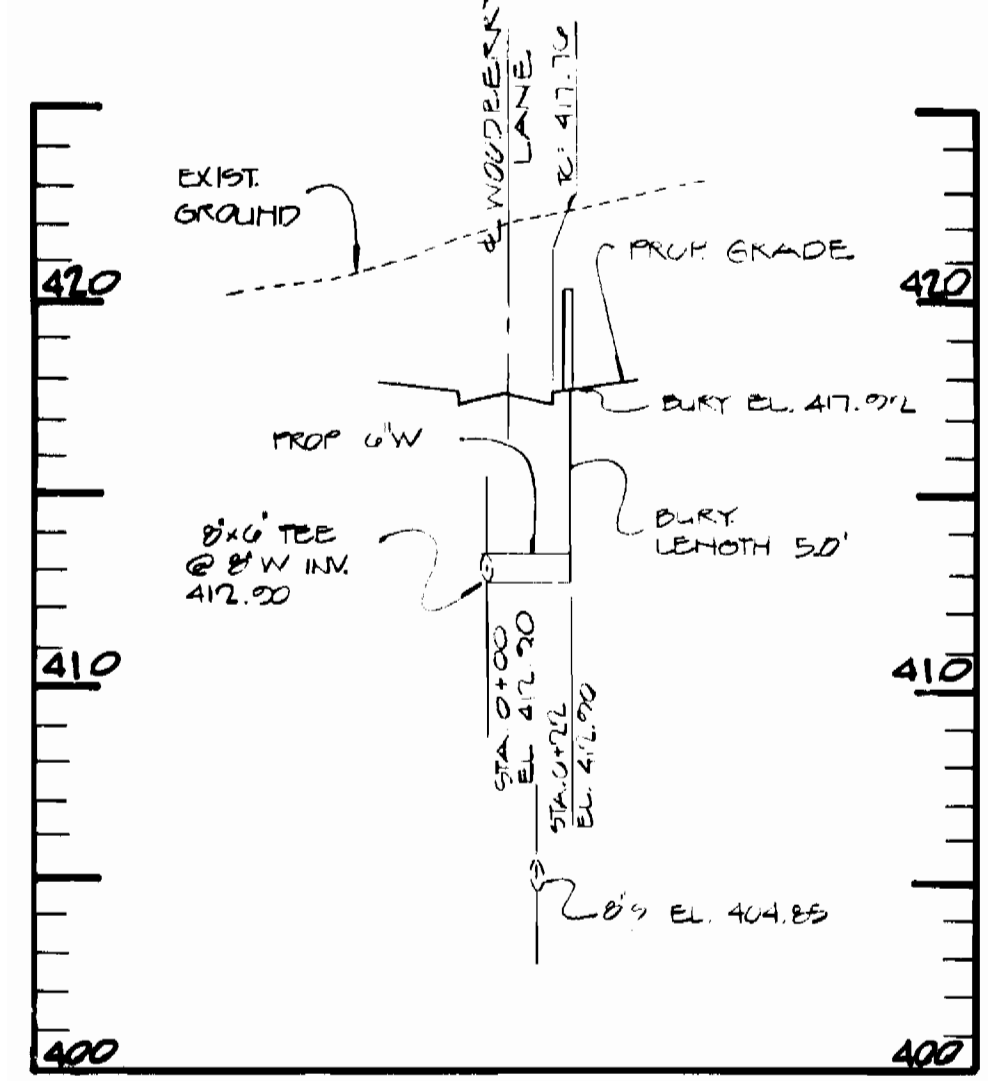 ℄ WOODBERRY
LANE
TC= 417.76
EXIST.
GROUND
PROP. GRADE
420
420
BURY EL. 417.92
PROP 6"W
BURY
LENGTH 5.0'
8"x6" TEE
@ 8"W INV.
412.90
410
410
STA. 0+00
EL 412.90
STA. 0+22
EL. 412.90
8"S EL. 404.85
400
400